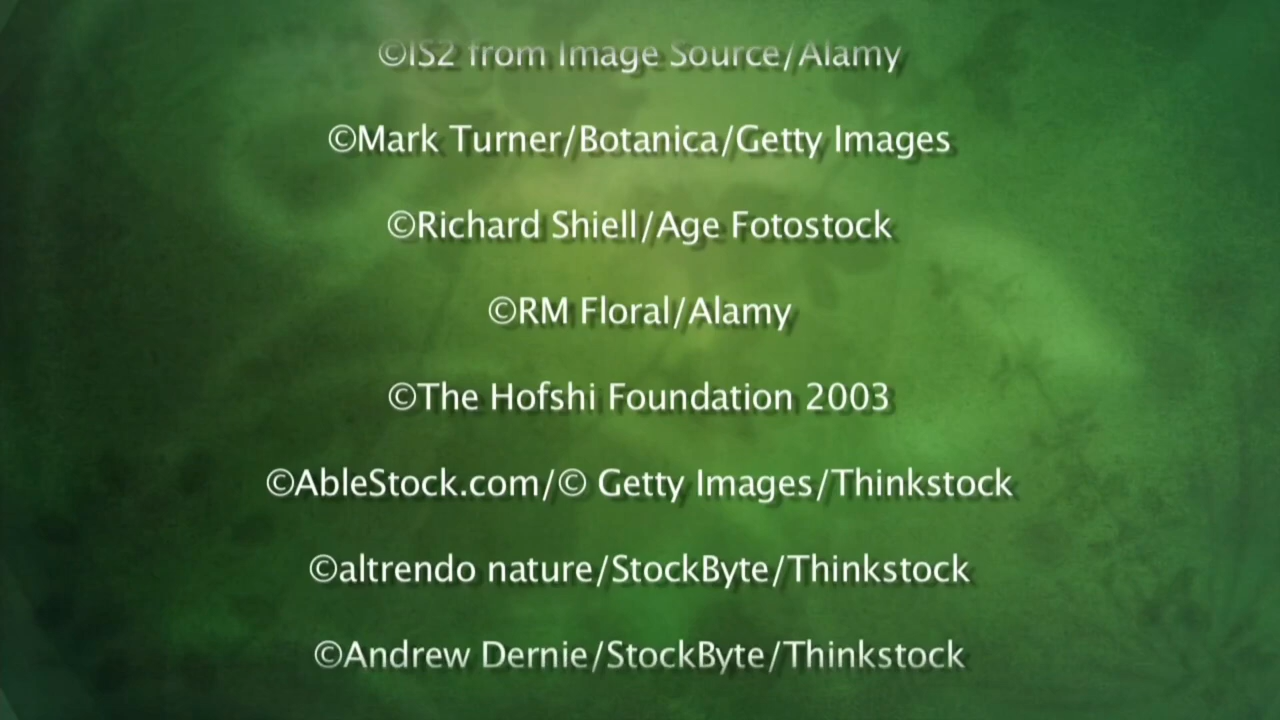 ©IS2 from Image Source/Alamy
©Mark Turner/Botanica/Getty Images
©Richard Shiell/Age Fotostock
©RM Floral/Alamy
©The Hofshi Foundation 2003
©AbleStock.com/© Getty Images/Thinkstock
©altrendo nature/StockByte/Thinkstock
©Andrew Dernie/StockByte/Thinkstock